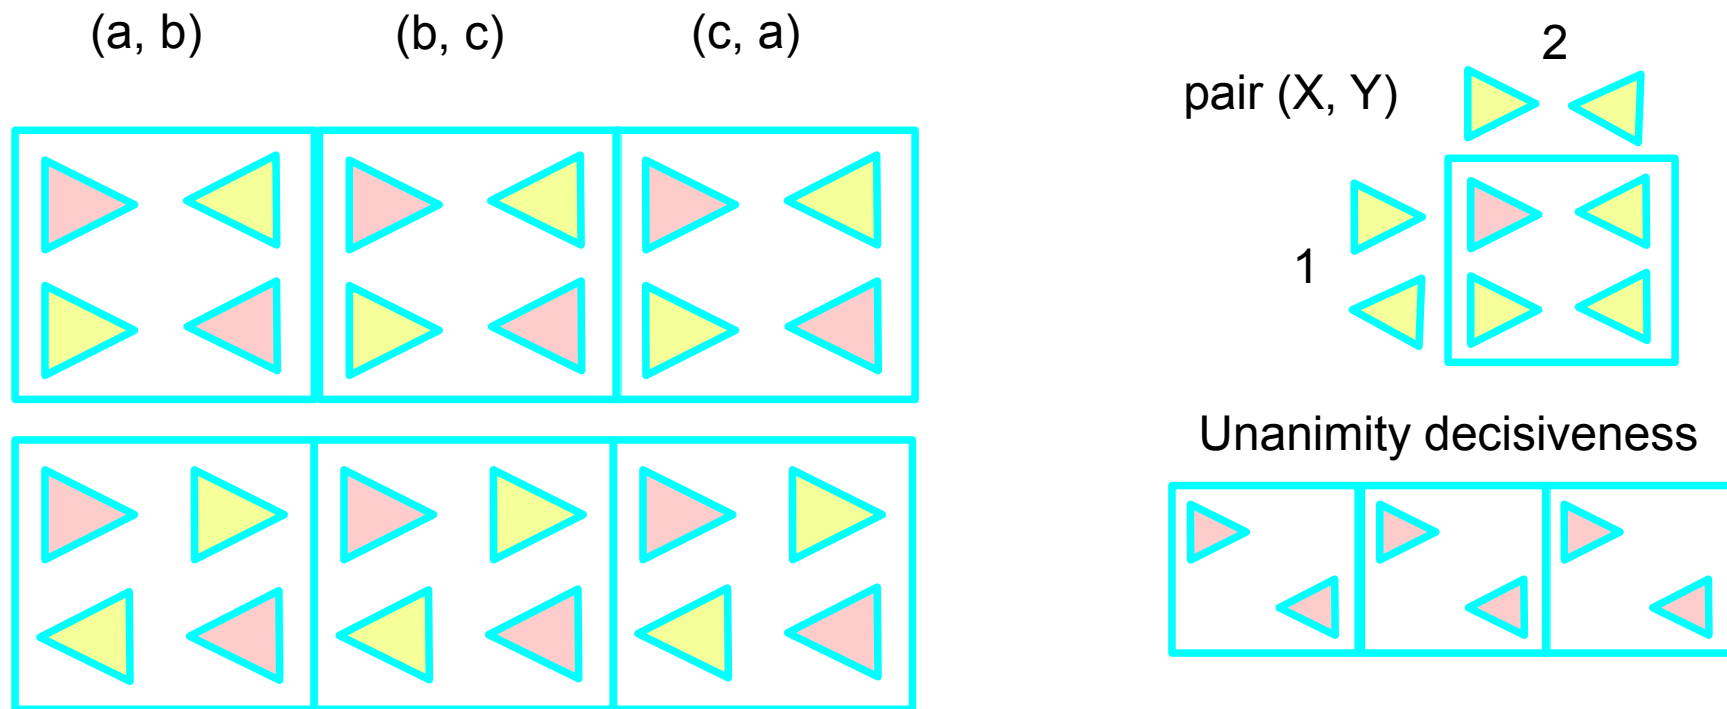 (a, b)
(b, c)
(c, a)
2
pair (X, Y)
1
Unanimity decisiveness